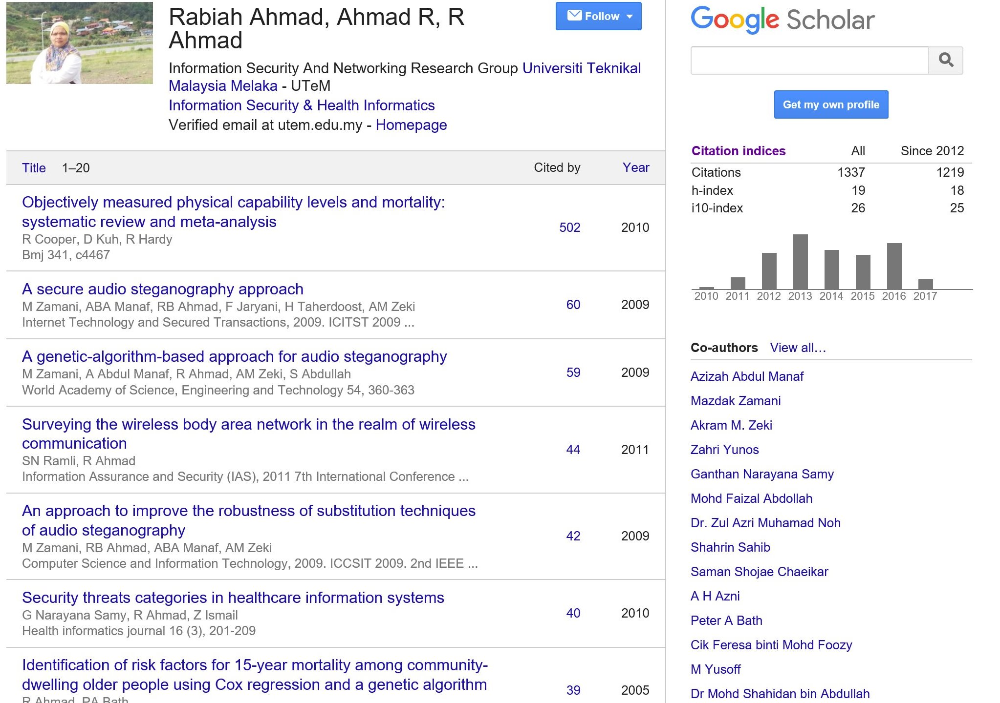 Rabiah Ahmad, Ahmad R, R
Ahmad
Follow
Information Security And Networking Research Group Universiti Teknikal
Malaysia Melaka - UTeM
Information Security & Health Informatics
Verified email at utem.edu.my - Homepage
Title 1–20 Cited by Year
Objectively measured physical capability levels and mortality:
systematic review and meta-analysis
R Cooper, D Kuh, R Hardy
Bmj 341, c4467
502 2010
A secure audio steganography approach
M Zamani, ABA Manaf, RB Ahmad, F Jaryani, H Taherdoost, AM Zeki
Internet Technology and Secured Transactions, 2009. ICITST 2009 ...
60 2009
A genetic-algorithm-based approach for audio steganography
M Zamani, A Abdul Manaf, R Ahmad, AM Zeki, S Abdullah
World Academy of Science, Engineering and Technology 54, 360-363
59 2009
Surveying the wireless body area network in the realm of wireless
communication
SN Ramli, R Ahmad
Information Assurance and Security (IAS), 2011 7th International Conference ...
44 2011
An approach to improve the robustness of substitution techniques
of audio steganography
M Zamani, RB Ahmad, ABA Manaf, AM Zeki
Computer Science and Information Technology, 2009. ICCSIT 2009. 2nd IEEE ...
42 2009
Security threats categories in healthcare information systems
G Narayana Samy, R Ahmad, Z Ismail
Health informatics journal 16 (3), 201-209
40 2010
Identification of risk factors for 15-year mortality among community-
dwelling older people using Cox regression and a genetic algorithm
R Ahmad, PA Bath
39 2005
Google Scholar
Get my own profile
Citation indices All Since 2012
Citations 1337 1219
h-index 19 18
i10-index 26 25
2010 2011 2012 2013 2014 2015 2016 2017
Co-authors View all…
Azizah Abdul Manaf
Mazdak Zamani
Akram M. Zeki
Zahri Yunos
Ganthan Narayana Samy
Mohd Faizal Abdollah
Dr. Zul Azri Muhamad Noh
Shahrin Sahib
Saman Shojae Chaeikar
A H Azni
Peter A Bath
Cik Feresa binti Mohd Foozy
M Yusoff
Dr Mohd Shahidan bin Abdullah